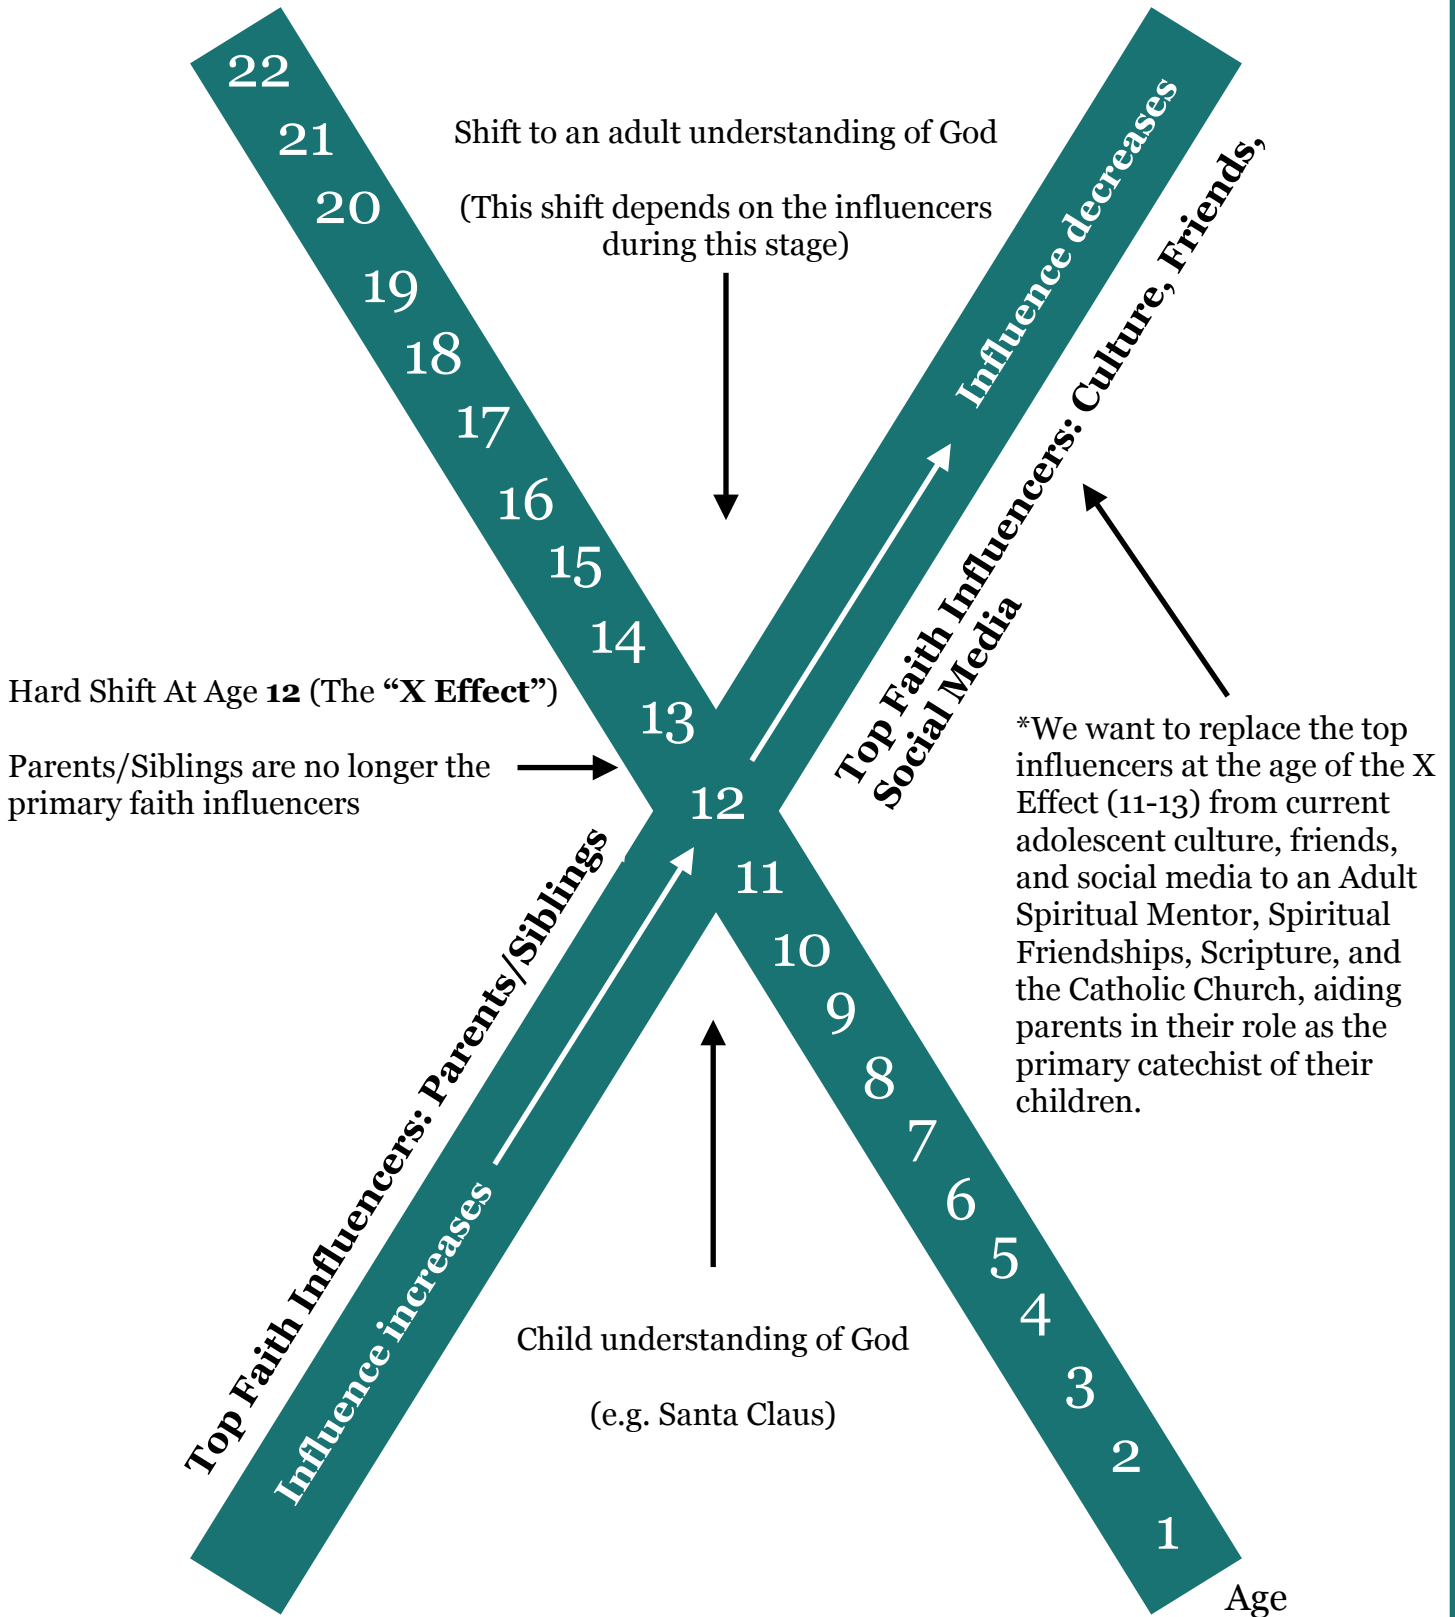 22
21
20
19
18
17
16
15
14
13
12
11
10
9
8
7
6
5
4
3
2
1
Age
Shift to an adult understanding of God
(This shift depends on the influencers
during this stage)
Influence decreases
Top Faith Influencers: Culture, Friends,
Social Media
Hard Shift At Age 12 (The “X Effect”)
Parents/Siblings are no longer the
primary faith influencers
*We want to replace the top
influencers at the age of the X
Effect (11-13) from current
adolescent culture, friends,
and social media to an Adult
Spiritual Mentor, Spiritual
Friendships, Scripture, and
the Catholic Church, aiding
parents in their role as the
primary catechist of their
children.
Top Faith Influencers: Parents/Siblings
Influence increases
Child understanding of God
(e.g. Santa Claus)